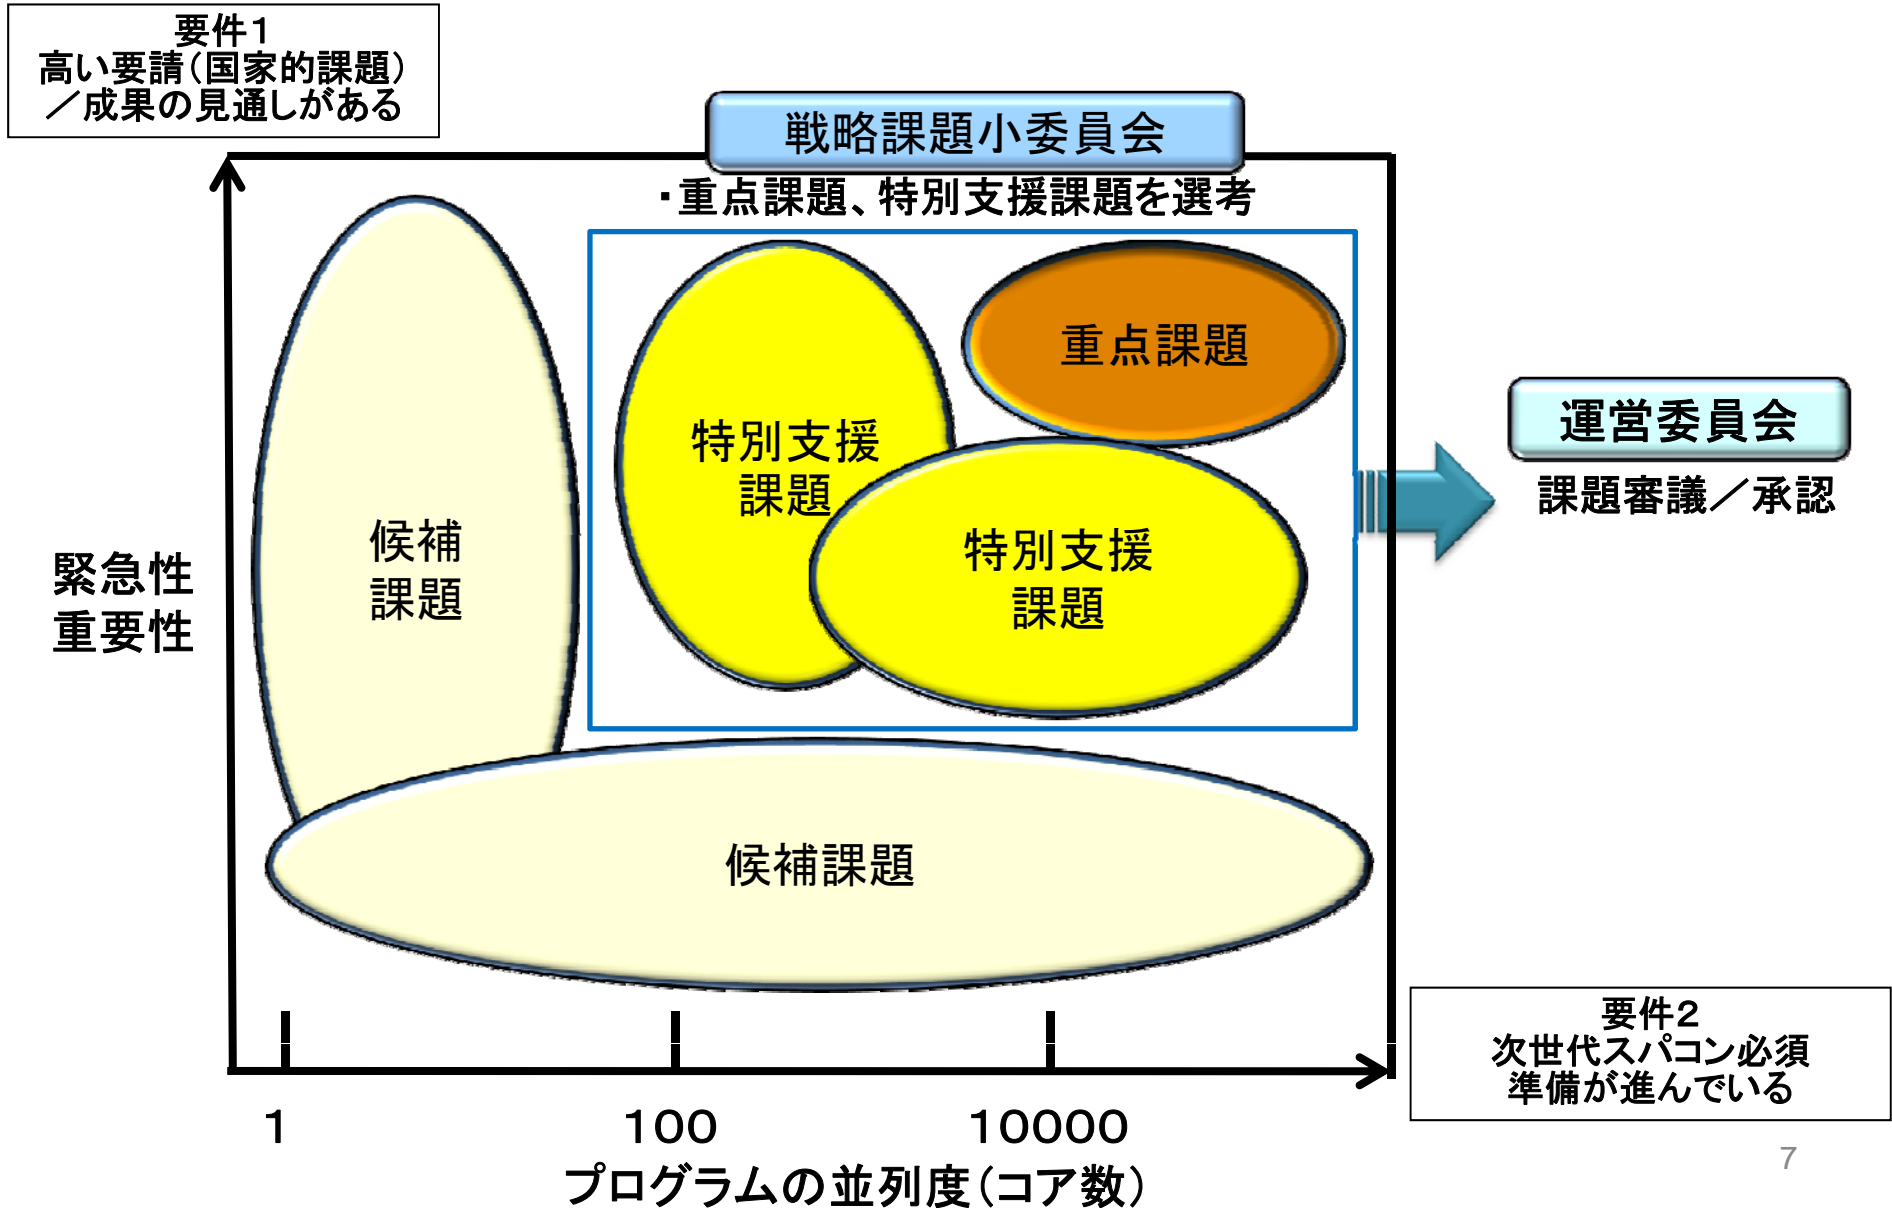 要件１
高い要請（国家的課題）
／成果の見通しがある
戦略課題小委員会
・重点課題、特別支援課題を選考
重点課題
特別支援
課題
特別支援
課題
候補
課題
候補課題
緊急性
重要性
運営委員会
課題審議／承認
要件２
次世代スパコン必須
準備が進んでいる
１
１００
１００００
プログラムの並列度（コア数）
7